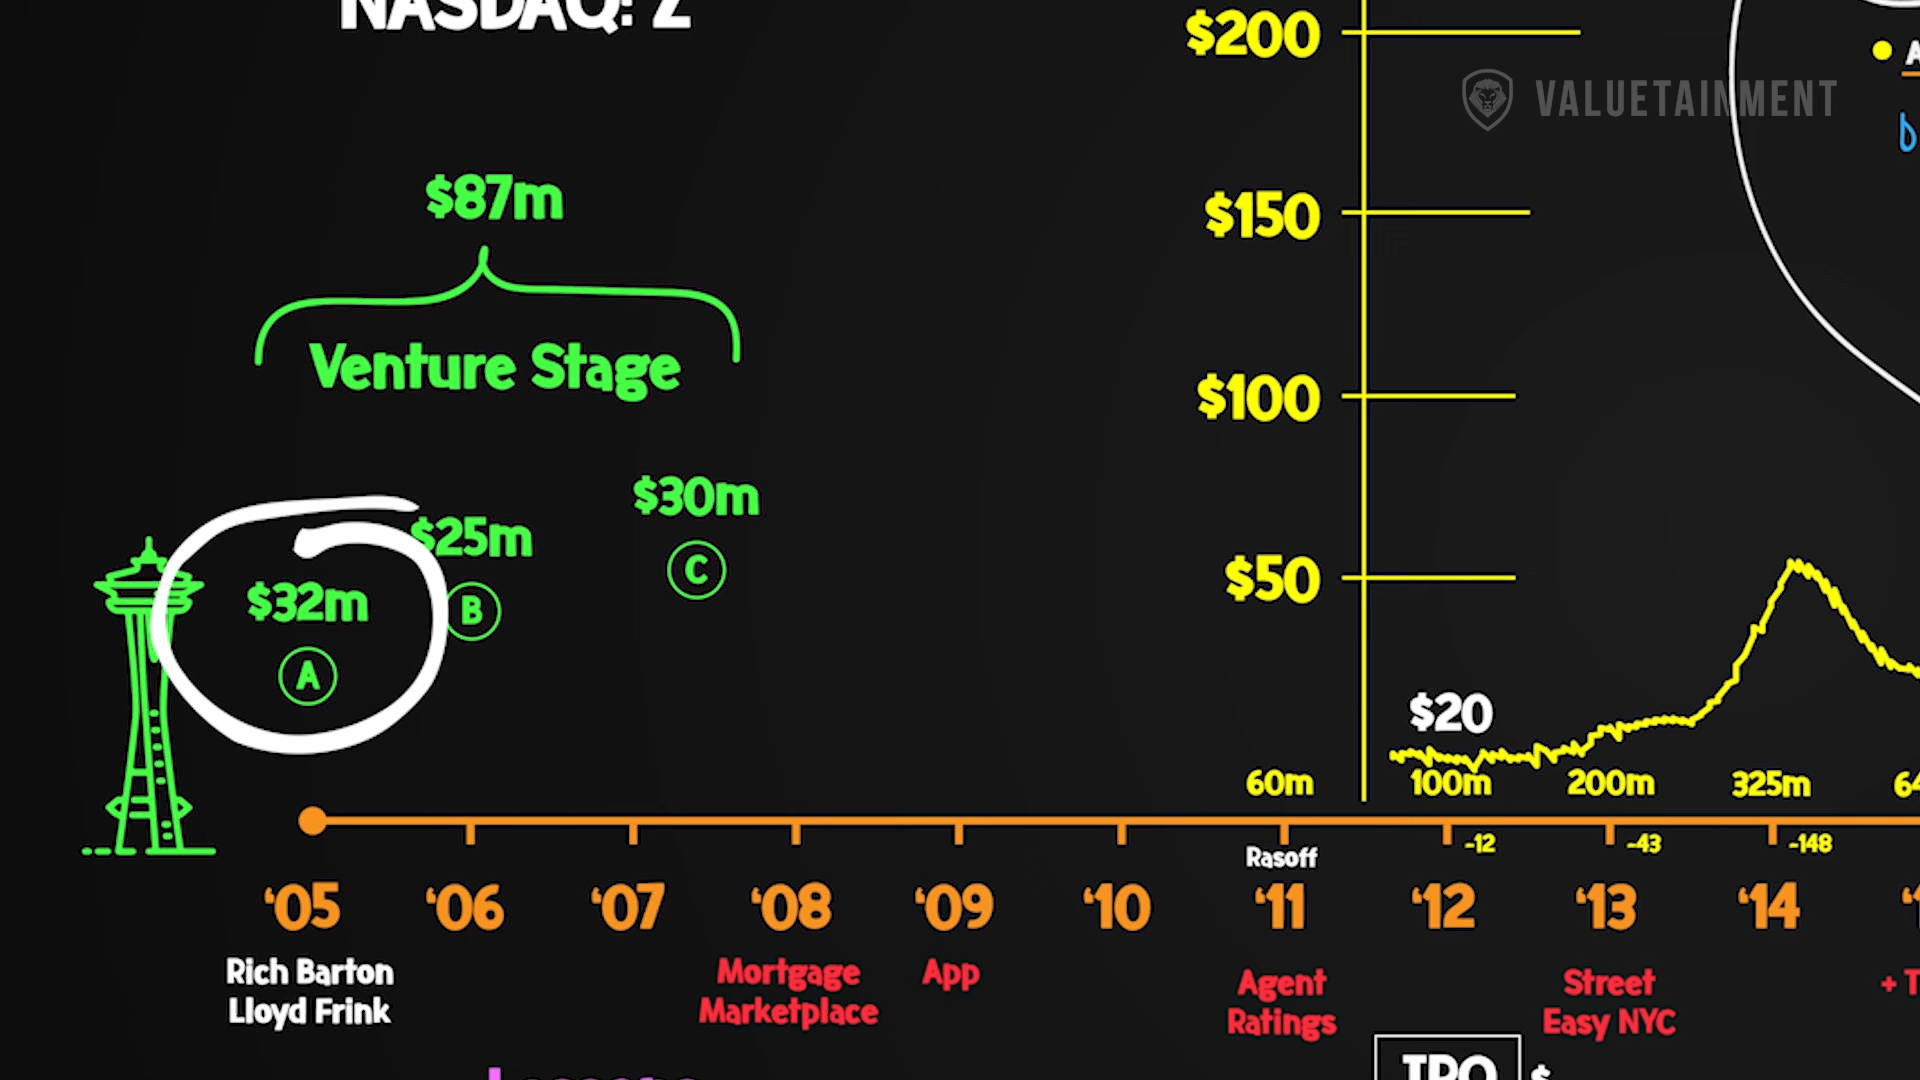 NASDAQ: Z
$87m
Venture Stage
$32m
A
$25m
B
$30m
C
$200
$150
$100
$50
VALUETAINMENT
$20
60m
100m
200m
325m
Rasoff
-12
-43
-148
‘05
‘06
‘07
‘08
‘09
‘10
‘11
‘12
‘13
‘14
Rich Barton
Lloyd Frink
Mortgage
Marketplace
App
Agent
Ratings
Street
Easy NYC
+ T
IPO
$